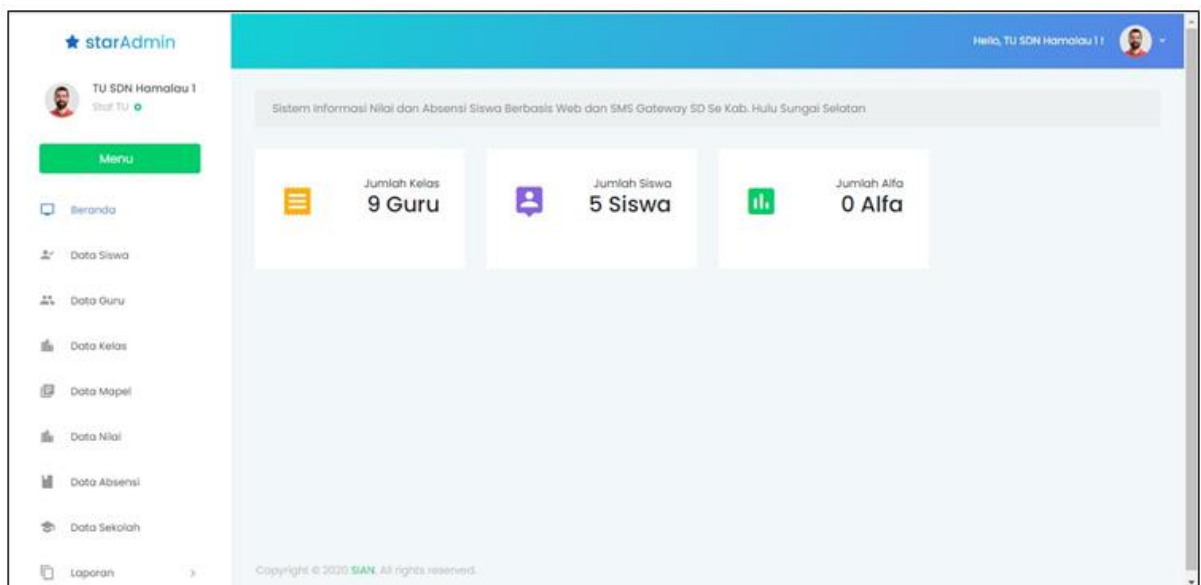 starAdmin
Hello, TU SDN Hamalau 1 !
TU SDN Hamalau 1
Staf TU
Menu
Beranda
Data Siswa
Data Guru
Data Kelas
Data Mapel
Data Nilai
Data Absensi
Data Sekolah
Laporan
Sistem Informasi Nilai dan Absensi Siswa Berbasis Web dan SMS Gateway SD Se Kab. Hulu Sungai Selatan
Jumlah Kelas
9 Guru
Jumlah Siswa
5 Siswa
Jumlah Alfa
0 Alfa
Copyright © 2020 SIAN. All rights reserved.